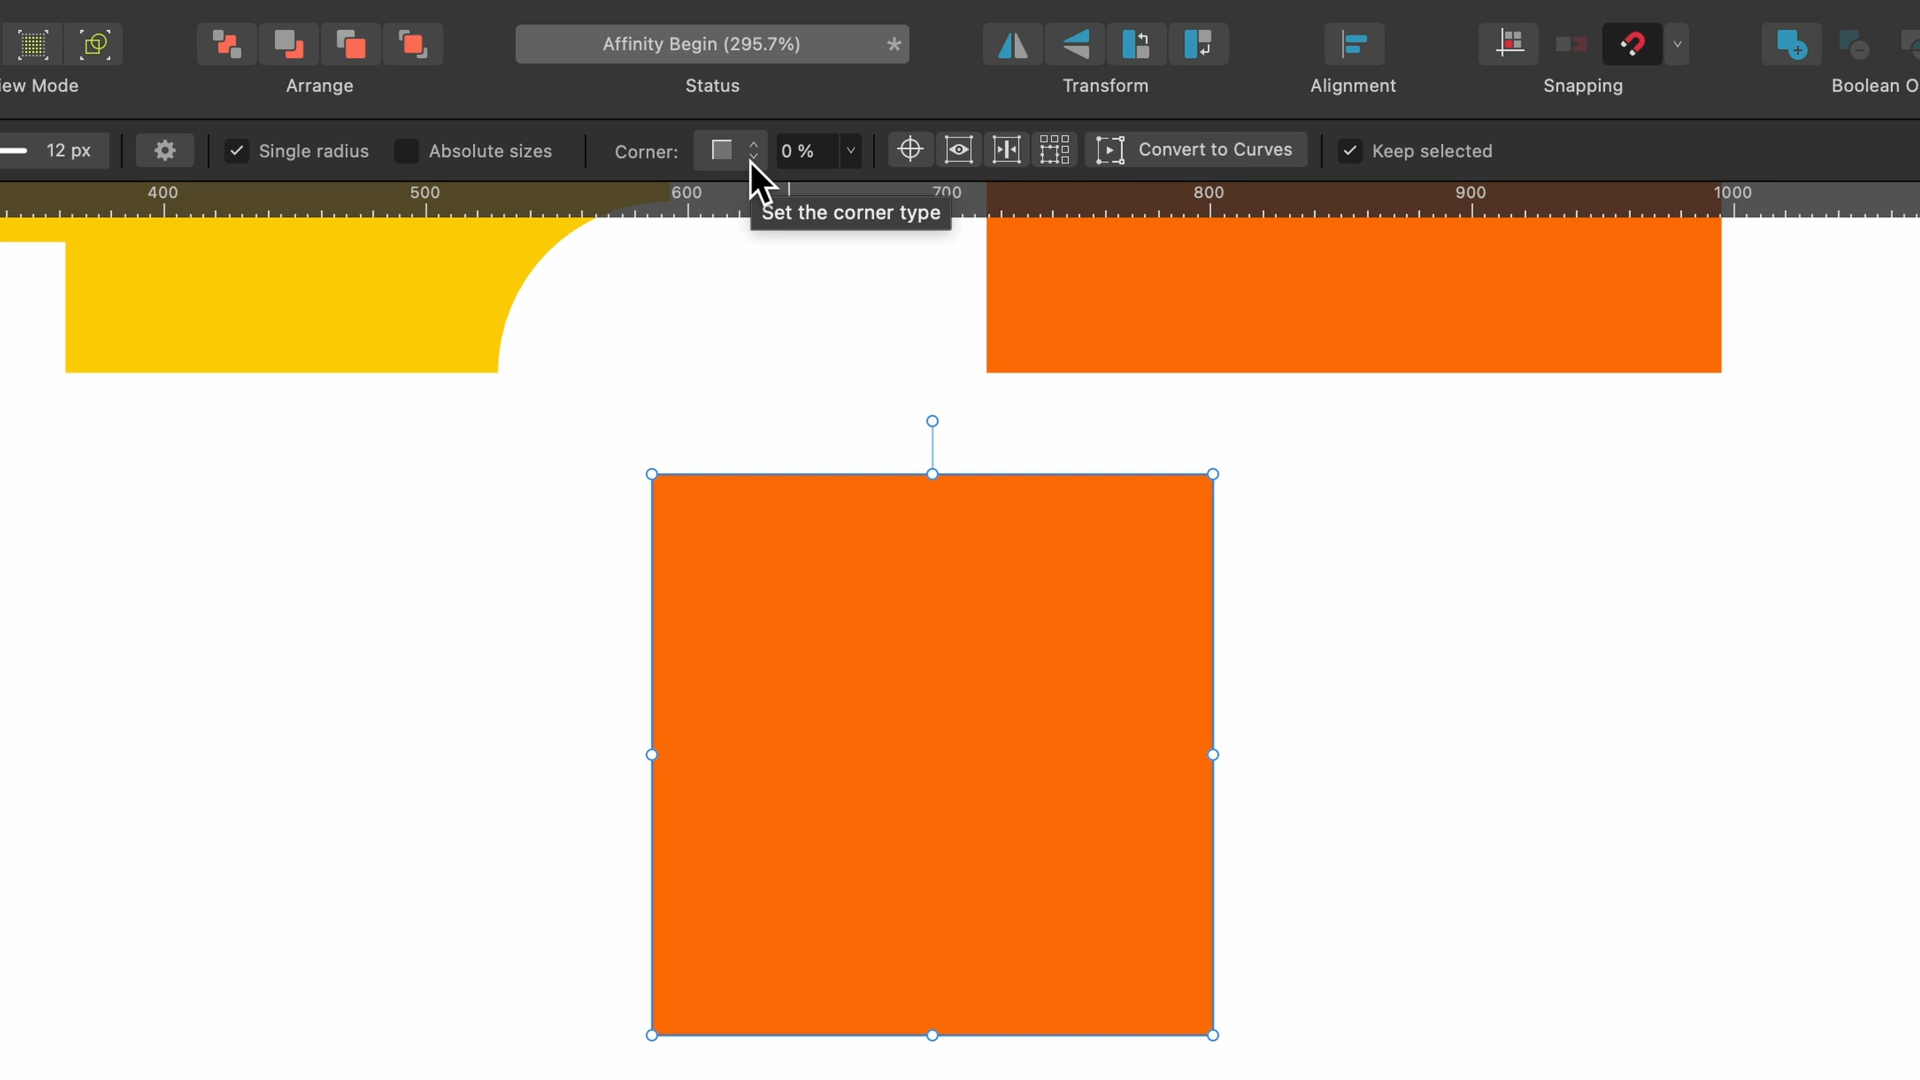 Affinity Begin (295.7%) *
iew Mode
Arrange
Status
Transform
Alignment
Snapping
Boolean O
12 px
Single radius
Absolute sizes
Corner:
0 %
Convert to Curves
Keep selected
400 500 600 700 800 900 1000
Set the corner type